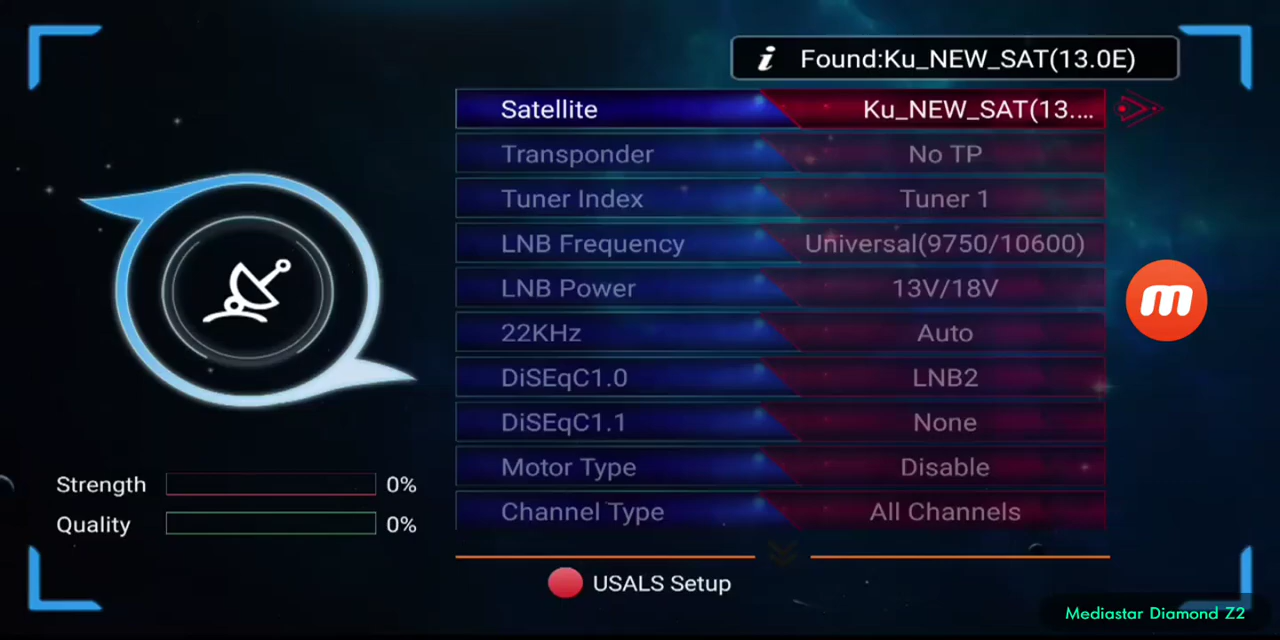 Found:Ku_NEW_SAT(13.0E)
Satellite Ku_NEW_SAT(13....
Transponder No TP
Tuner Index Tuner 1
LNB Frequency Universal(9750/10600)
LNB Power 13V/18V
22KHz Auto
DiSEqC1.0 LNB2
DiSEqC1.1 None
Motor Type Disable
Channel Type All Channels
Strength 0%
Quality 0%
USALS Setup
Mediastar Diamond Z2